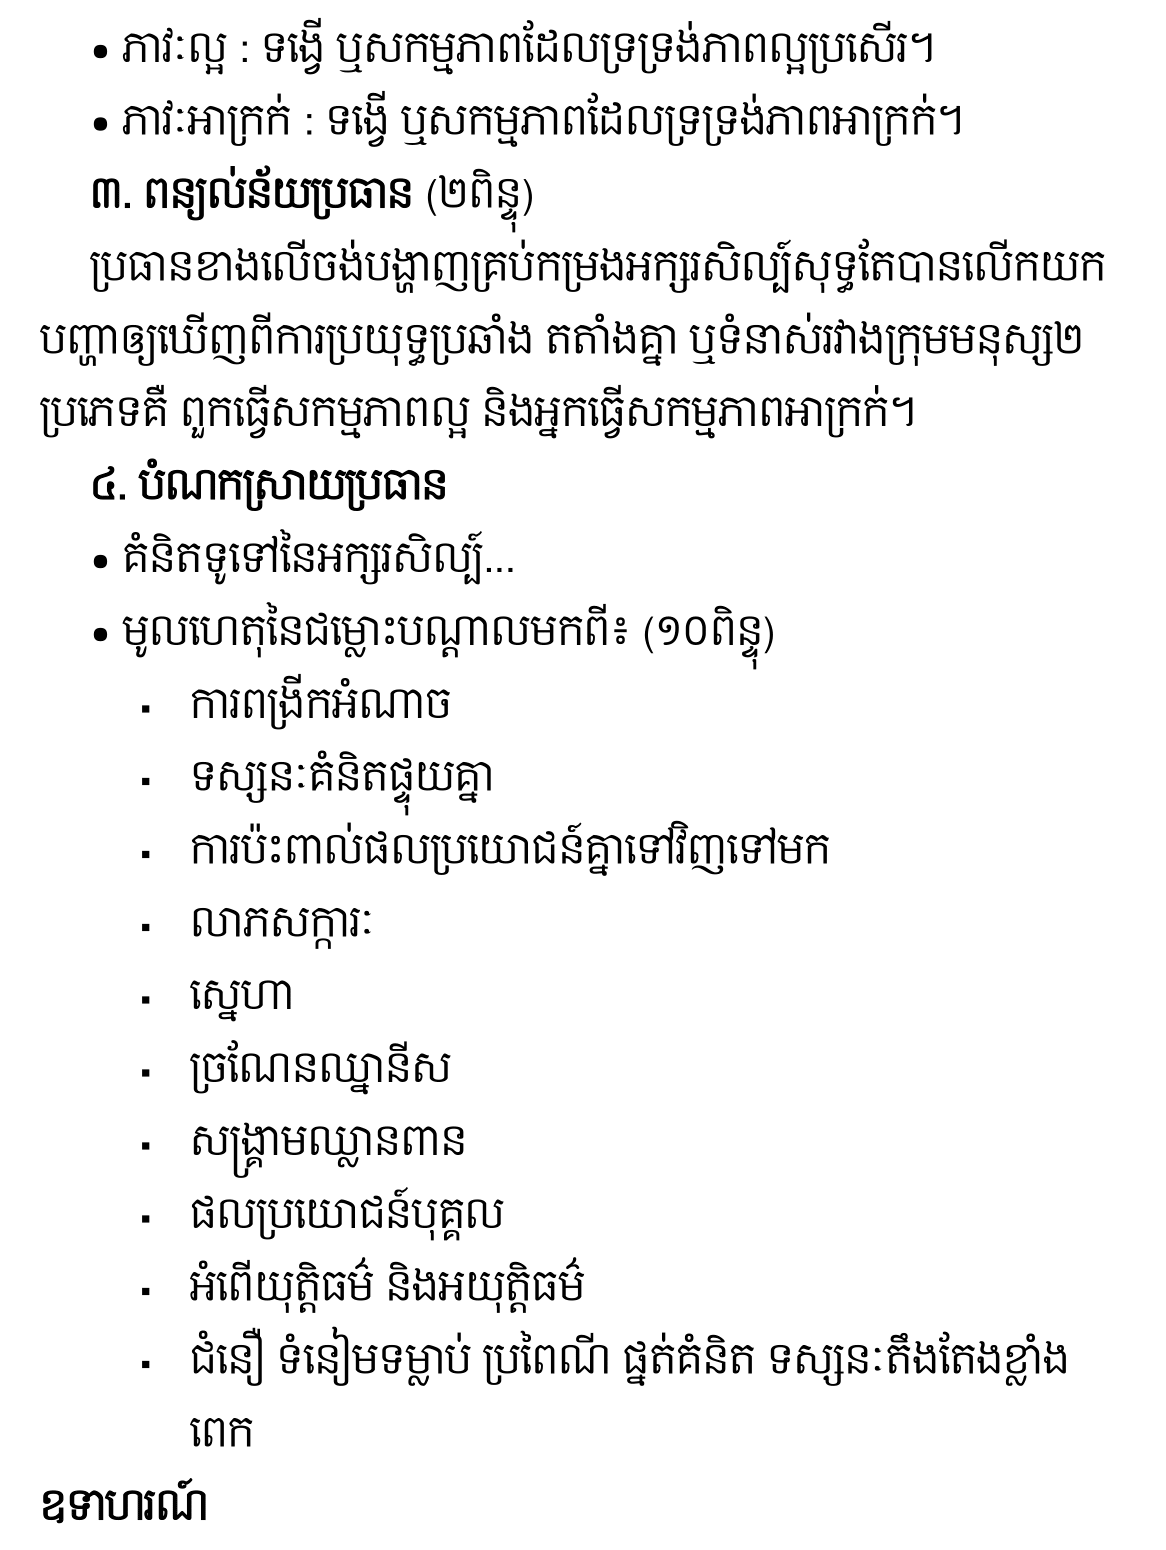 • ភាវៈល្អ : ទង្វើ ឬសកម្មភាពដែលទ្រទ្រង់ភាពល្អប្រសើរ។
• ភាវៈអាក្រក់ : ទង្វើ ឬសកម្មភាពដែលទ្រទ្រង់ភាពអាក្រក់។
៣. ពន្យល់ន័យប្រធាន (២ពិន្ទុ)
ប្រធានខាងលើចង់បង្ហាញគ្រប់កម្រងអក្សរសិល្ប៍សុទ្ធតែបានលើកយក
បញ្ហាឲ្យឃើញពីការប្រយុទ្ធប្រឆាំង តតាំងគ្នា ឬទំនាស់រវាងក្រុមមនុស្ស២
ប្រភេទគឺ ពួកធ្វើសកម្មភាពល្អ និងអ្នកធ្វើសកម្មភាពអាក្រក់។
៤. បំណកស្រាយប្រធាន
• គំនិតទូទៅនៃអក្សរសិល្ប៍...
• មូលហេតុនៃជម្លោះបណ្តាលមកពី៖ (១០ពិន្ទុ)
▪ ការពង្រីកអំណាច
▪ ទស្សនៈគំនិតផ្ទុយគ្នា
▪ ការប៉ះពាល់ផលប្រយោជន៍គ្នាទៅវិញទៅមក
▪ លាភសក្ការៈ
▪ ស្នេហា
▪ ច្រណែនឈ្នានីស
▪ សង្គ្រាមឈ្លានពាន
▪ ផលប្រយោជន៍បុគ្គល
▪ អំពើយុត្តិធម៌ និងអយុត្តិធម៌
▪ ជំនឿ ទំនៀមទម្លាប់ ប្រពៃណី ផ្នត់គំនិត ទស្សនៈតឹងតែងខ្លាំង
ពេក
ឧទាហរណ៍